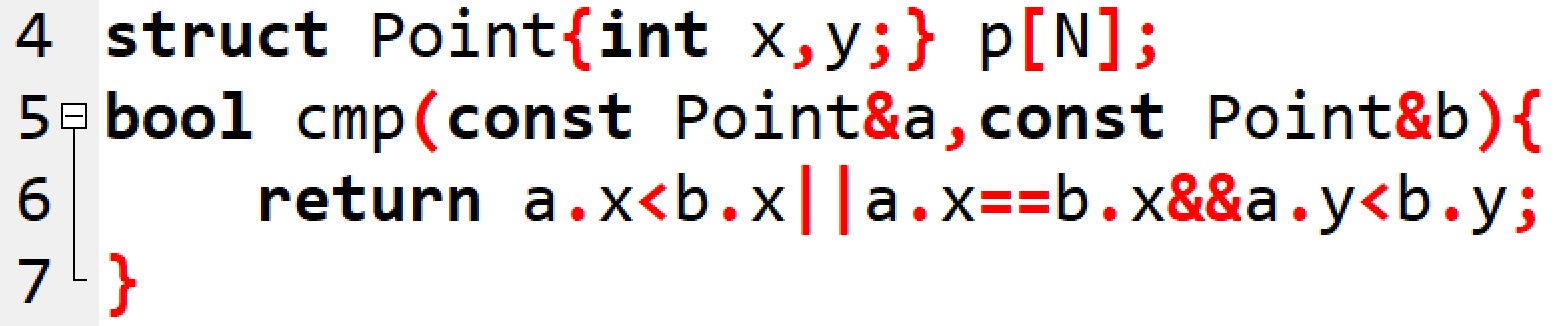 4 struct Point{int x,y;} p[N];
5 bool cmp(const Point&a,const Point&b){
6     return a.x<b.x||a.x==b.x&&a.y<b.y;
7 }